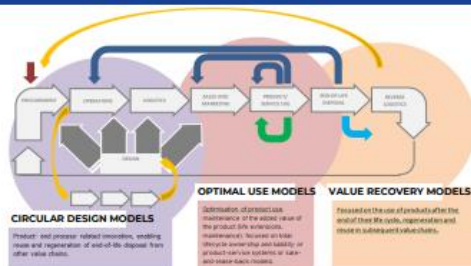 PROCUREMENT
OPERATIONS
LOGISTICS
SALES AND
MARKETING
PRODUCT/
SERVICE USE
END-OF-LIFE
DISPOSAL
REVERSE
LOGISTICS
DESIGN
CIRCULAR DESIGN MODELS
Product- and process-related innovation, enabling
reuse and regeneration of end-of-life disposal from
other value chains.
OPTIMAL USE MODELS
Optimisation of product use,
maintenance of the added value of
the product (life extensions,
maintenance); focused on total
lifecycle ownership and liability or
product-service systems or sale-
and-lease-back models.
VALUE RECOVERY MODELS
Focused on the use of products after the
end of their life cycle, regeneration and
reuse in subsequent value chains.